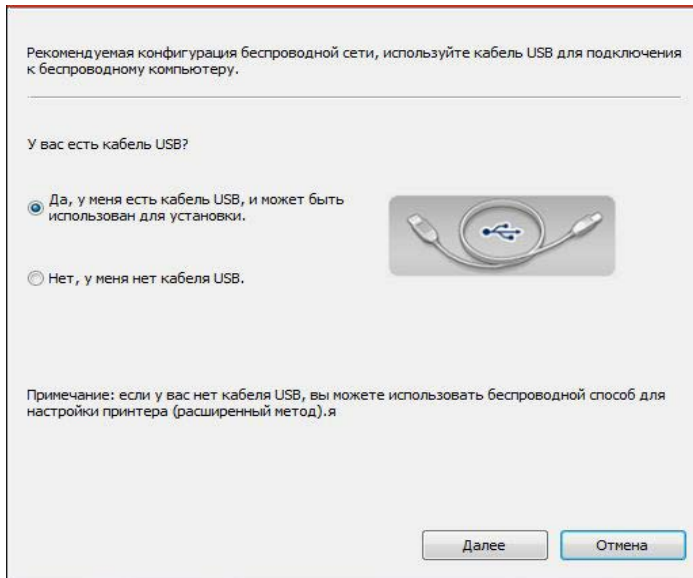 Рекомендуемая конфигурация беспроводной сети, используйте кабель USB для подключения
к беспроводному компьютеру.
У вас есть кабель USB?
Да, у меня есть кабель USB, и может быть
использован для установки.
Нет, у меня нет кабеля USB.
Примечание: если у вас нет кабеля USB, вы можете использовать беспроводной способ для
настройки принтера (расширенный метод).я
Далее
Отмена